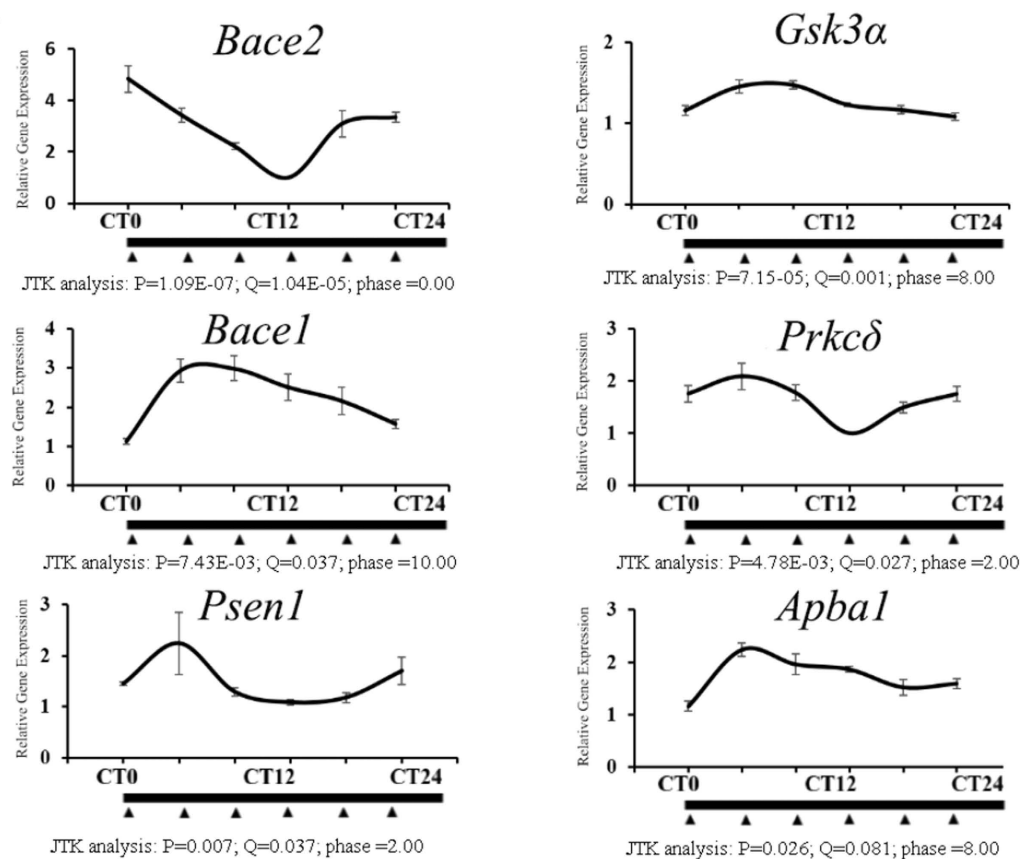 Bace2
Relative Gene Expression
6
4
2
0
CT0 CT12 CT24
JTK analysis: P=1.09E-07; Q=1.04E-05; phase =0.00
Gsk3α
Relative Gene Expression
2
1
0
CT0 CT12 CT24
JTK analysis: P=7.15-05; Q=0.001; phase =8.00
Bace1
Relative Gene Expression
4
3
2
1
0
CT0 CT12 CT24
JTK analysis: P=7.43E-03; Q=0.037; phase =10.00
Prkcδ
Relative Gene Expression
3
2
1
0
CT0 CT12 CT24
JTK analysis: P=4.78E-03; Q=0.027; phase =2.00
Psen1
Relative Gene Expression
3
2
1
0
CT0 CT12 CT24
JTK analysis: P=0.007; Q=0.037; phase =2.00
Apba1
Relative Gene Expression
3
2
1
0
CT0 CT12 CT24
JTK analysis: P=0.026; Q=0.081; phase =8.00